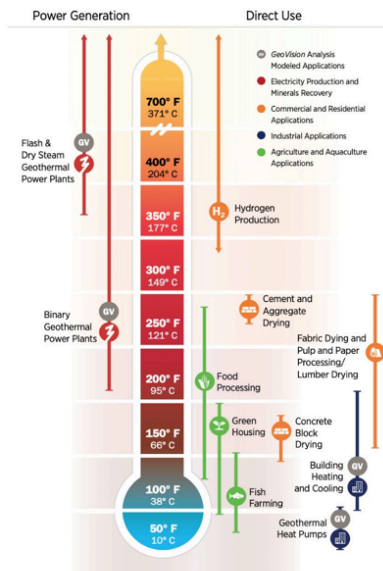 Power Generation
Direct Use
GV GeoVision Analysis
Modeled Applications
Electricity Production and
Minerals Recovery
Commercial and Residential
Applications
Industrial Applications
Agriculture and Aquaculture
Applications
700° F
371° C
400° F
204° C
350° F
177° C
300° F
149° C
250° F
121° C
200° F
95° C
150° F
66° C
100° F
38° C
50° F
10° C
Flash &
Dry Steam
Geothermal
Power Plants
GV
Binary
Geothermal
Power Plants
GV
H2
Hydrogen
Production
Cement and
Aggregate
Drying
Fabric Dying and
Pulp and Paper
Processing/
Lumber Drying
Food
Processing
Green
Housing
Concrete
Block
Drying
Building
Heating
and Cooling
GV
Fish
Farming
Geothermal
Heat Pumps
GV